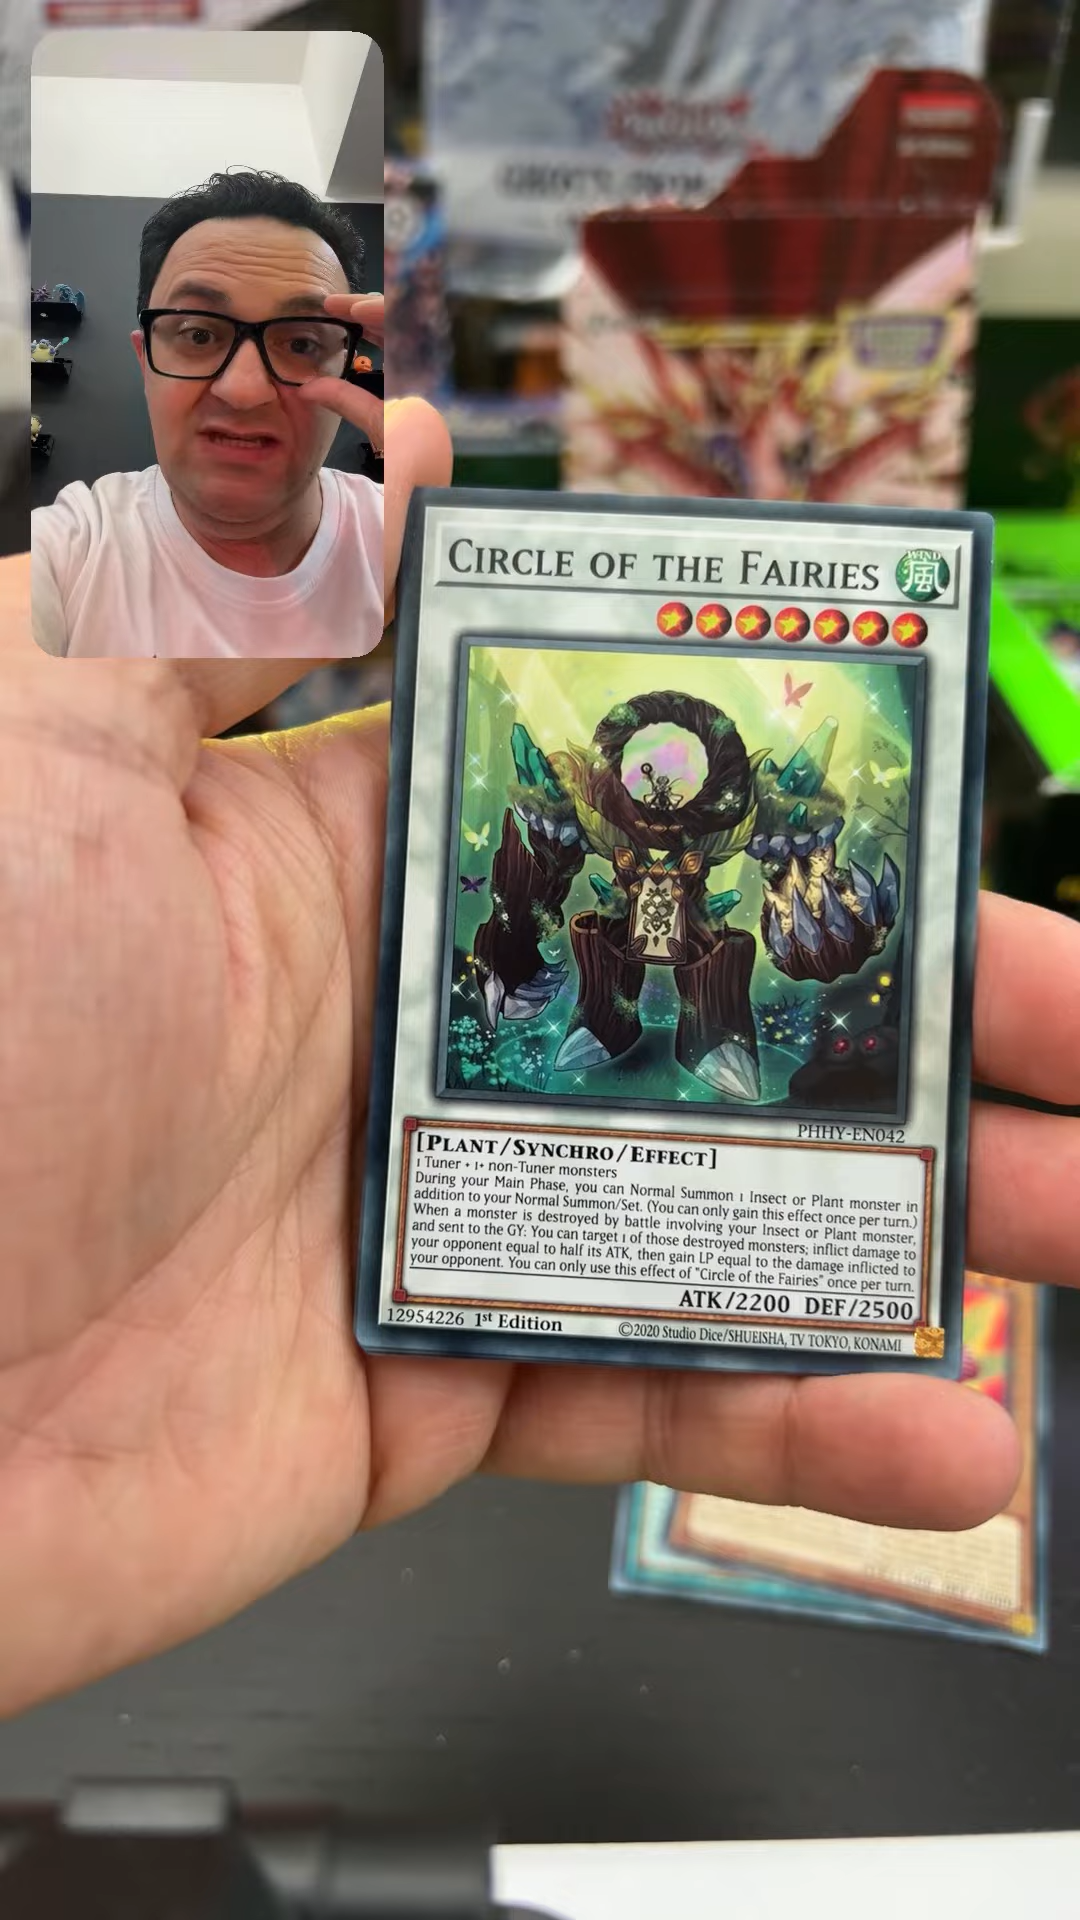 CIRCLE OF THE FAIRIES
WIND
風
PHHY-EN042
[PLANT/SYNCHRO/EFFECT]
1 Tuner + 1+ non-Tuner monsters
During your Main Phase, you can Normal Summon 1 Insect or Plant monster in
addition to your Normal Summon/Set. (You can only gain this effect once per turn.)
When a monster is destroyed by battle involving your Insect or Plant monster,
and sent to the GY: You can target 1 of those destroyed monsters; inflict damage to
your opponent equal to half its ATK, then gain LP equal to the damage inflicted to
your opponent. You can only use this effect of "Circle of the Fairies" once per turn.
ATK/2200 DEF/2500
12954226 1st Edition
©2020 Studio Dice/SHUEISHA, TV TOKYO, KONAMI